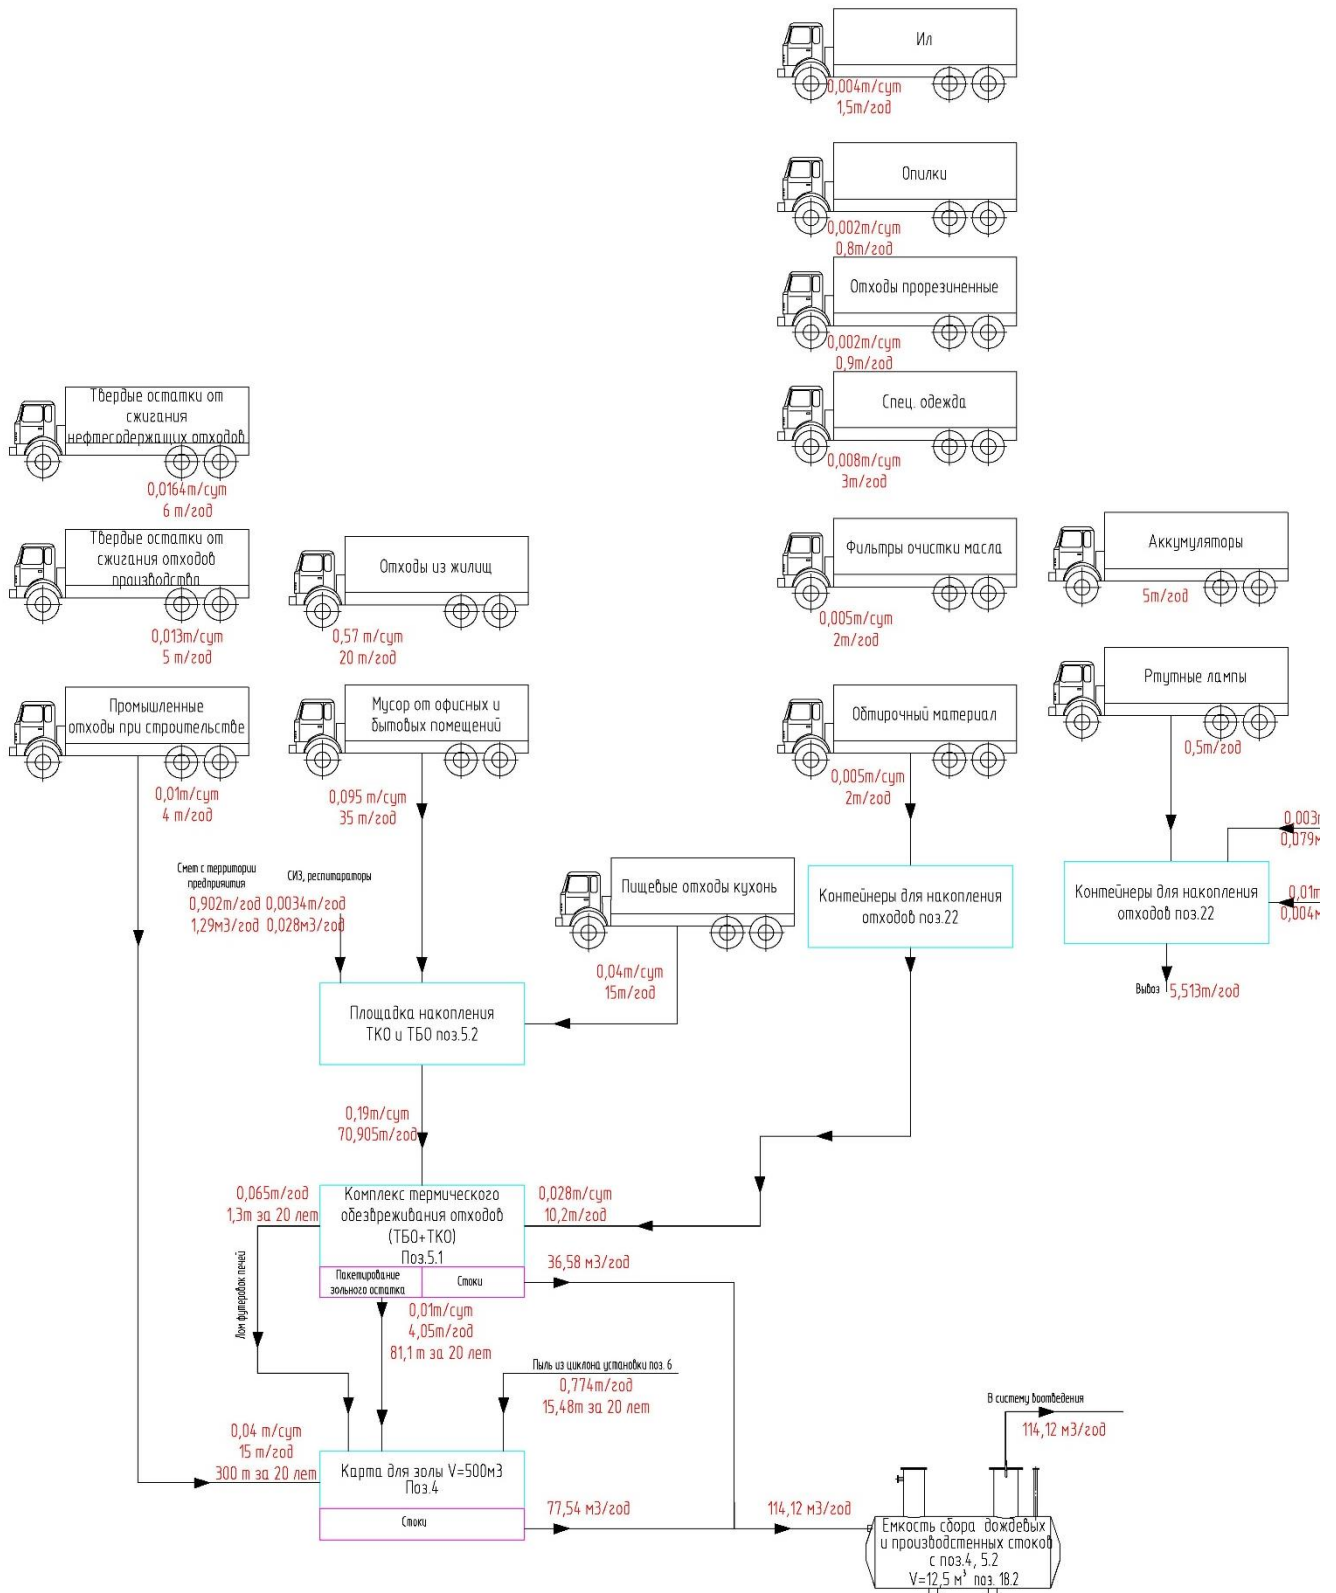 Ил
0,004т/сут
1,5т/год
Опилки
0,002т/сут
0,8т/год
Отходы прорезиненные
0,002т/сут
0,9т/год
Спец. одежда
0,008т/сут
3т/год
Твердые остатки от
сжигания
нефтесодержащих отходов
0,0164т/сут
6 т/год
Твердые остатки от
сжигания отходов
производства
0,013т/сут
5 т/год
Отходы из жилищ
0,57 т/сут
20 т/год
Фильтры очистки масла
0,005т/сут
2т/год
Аккумуляторы
5т/год
Промышленные
отходы при строительстве
0,01т/сут
4 т/год
Мусор от офисных и
бытовых помещений
0,095 т/сут
35 т/год
Обтирочный материал
0,005т/сут
2т/год
Ртутные лампы
0,5т/год
Смет с территории
предприятия
0,902т/год
1,29м3/год
СИЗ, респитараторы
0,0034т/год
0,028м3/год
Пищевые отходы кухонь
0,04т/сут
15т/год
Контейнеры для накопления
отходов поз.22
Контейнеры для накопления
отходов поз.22
0,003т
0,079м
0,01т
0,004м
Вывоз
5,513т/год
Площадка накопления
ТКО и ТБО поз.5.2
0,19т/сут
70,905т/год
0,065т/год
1,3т за 20 лет
Комплекс термического
обезвреживания отходов
(ТБО+ТКО)
Поз.5.1
0,028т/сут
10,2т/год
Пакетирование
зольного остатка
Стоки
36,58 м3/год
Лом футеровок печей
0,01т/сут
4,05т/год
81,1 т за 20 лет
Пыль из циклона установки поз. 6
0,774т/год
15,48т за 20 лет
0,04 т/сут
15 т/год
300 т за 20 лет
Карта для золы V=500м3
Поз.4
Стоки
77,54 м3/год
114,12 м3/год
В систему воотведения
114,12 м3/год
Емкость сбора дождевых
и производственных стоков
с поз.4, 5.2
V=12,5 м³ поз. 18.2